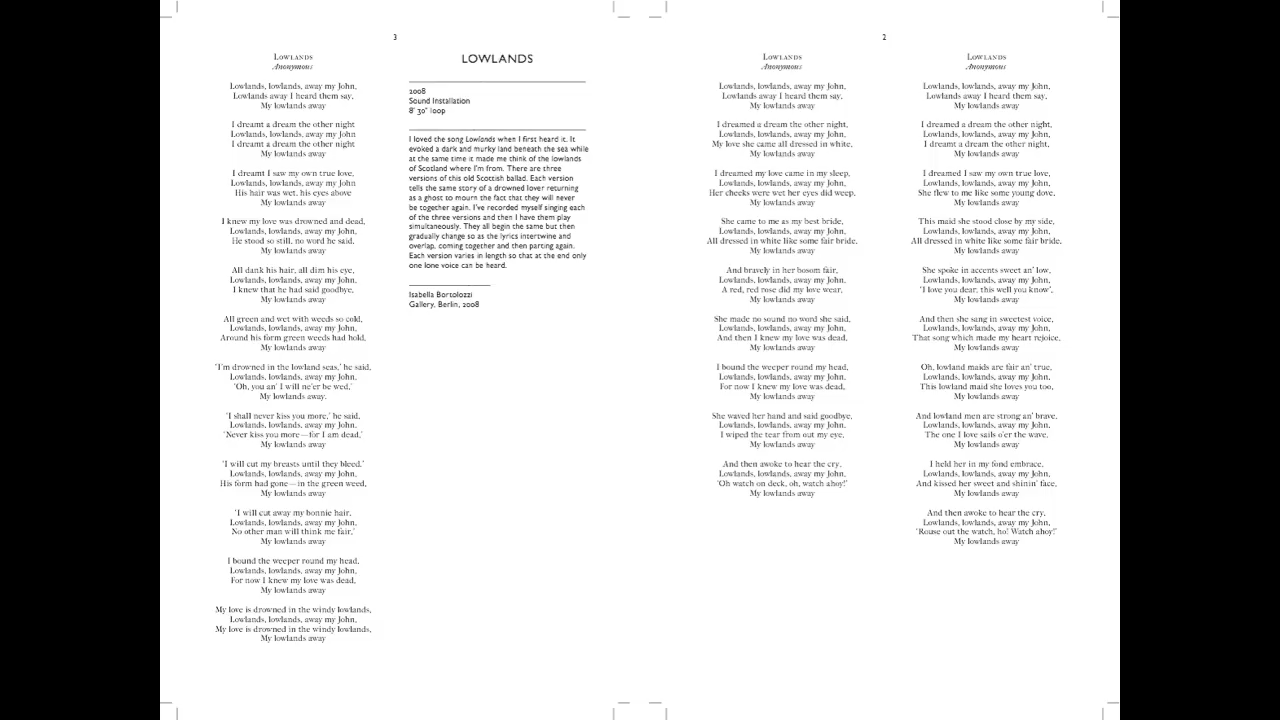 3
LOWLANDS
Anonymous
Lowlands, lowlands, away my John,
Lowlands away I heard them say,
My lowlands away
I dreamt a dream the other night
Lowlands, lowlands, away my John
I dreamt a dream the other night
My lowlands away
I dreamt I saw my own true love,
Lowlands, lowlands, away my John
His hair was wet, his eyes above
My lowlands away
I knew my love was drowned and dead,
Lowlands, lowlands, away my John,
He stood so still, no word he said.
My lowlands away
All dank his hair, all dim his eye,
Lowlands, lowlands, away my John,
I knew that he had said goodbye,
My lowlands away
All green and wet with weeds so cold,
Lowlands, lowlands, away my John,
Around his form green weeds had hold,
My lowlands away
'I'm drowned in the lowland seas,' he said,
Lowlands, lowlands, away my John,
'Oh, you an' I will ne'er be wed,'
My lowlands away.
'I shall never kiss you more,' he said,
Lowlands, lowlands, away my John,
'Never kiss you more—for I am dead,'
My lowlands away
'I will cut my breasts until they bleed.'
Lowlands, lowlands, away my John,
His form had gone—in the green weed,
My lowlands away
'I will cut away my bonnie hair,
Lowlands, lowlands, away my John,
No other man will think me fair,'
My lowlands away
I bound the weeper round my head,
Lowlands, lowlands, away my John,
For now I knew my love was dead,
My lowlands away
My love is drowned in the windy lowlands,
Lowlands, lowlands, away my John,
My love is drowned in the windy lowlands,
My lowlands away
LOWLANDS
2008
Sound Installation
8' 30" loop
I loved the song Lowlands when I first heard it. It
evoked a dark and murky land beneath the sea while
at the same time it made me think of the lowlands
of Scotland where I'm from. There are three
versions of this old Scottish ballad. Each version
tells the same story of a drowned lover returning
as a ghost to mourn the fact that they will never
be together again. I've recorded myself singing each
of the three versions and then I have them play
simultaneously. They all begin the same but then
gradually change so as the lyrics intertwine and
overlap, coming together and then parting again.
Each version varies in length so that at the end only
one lone voice can be heard.
Isabella Bortolozzi
Gallery, Berlin, 2008
2
LOWLANDS
Anonymous
Lowlands, lowlands, away my John,
Lowlands away I heard them say,
My lowlands away
I dreamed a dream the other night,
Lowlands, lowlands, away my John,
My love she came all dressed in white,
My lowlands away
I dreamed my love came in my sleep,
Lowlands, lowlands, away my John,
Her cheeks were wet her eyes did weep,
My lowlands away
She came to me as my best bride,
Lowlands, lowlands, away my John,
All dressed in white like some fair bride.
My lowlands away
And bravely in her bosom fair,
Lowlands, lowlands, away my John,
A red, red rose did my love wear,
My lowlands away
She made no sound no word she said,
Lowlands, lowlands, away my John,
And then I knew my love was dead,
My lowlands away
I bound the weeper round my head,
Lowlands, lowlands, away my John,
For now I knew my love was dead,
My lowlands away
She waved her hand and said goodbye,
Lowlands, lowlands, away my John,
I wiped the tear from out my eye,
My lowlands away
And then awoke to hear the cry,
Lowlands, lowlands, away my John,
'Oh watch on deck, oh, watch ahoy!'
My lowlands away
LOWLANDS
Anonymous
Lowlands, lowlands, away my John,
Lowlands away I heard them say,
My lowlands away
I dreamed a dream the other night,
Lowlands, lowlands, away my John,
I dreamt a dream the other night,
My lowlands away
I dreamed I saw my own true love,
Lowlands, lowlands, away my John,
She flew to me like some young dove,
My lowlands away
This maid she stood close by my side,
Lowlands, lowlands, away my John,
All dressed in white like some fair bride,
My lowlands away
She spoke in accents sweet an' low,
Lowlands, lowlands, away my John,
'I love you dear, this well you know',
My lowlands away
And then she sang in sweetest voice,
Lowlands, lowlands, away my John,
That song which made my heart rejoice,
My lowlands away
Oh, lowland maids are fair an' true,
Lowlands, lowlands, away my John,
This lowland maid she loves you too,
My lowlands away
And lowland men are strong an' brave,
Lowlands, lowlands, away my John,
The one I love sails o'er the wave,
My lowlands away
I held her in my fond embrace,
Lowlands, lowlands, away my John,
And kissed her sweet and shinin' face,
My lowlands away
And then awoke to hear the cry,
Lowlands, lowlands, away my John,
'Rouse out the watch, ho! Watch ahoy!'
My lowlands away